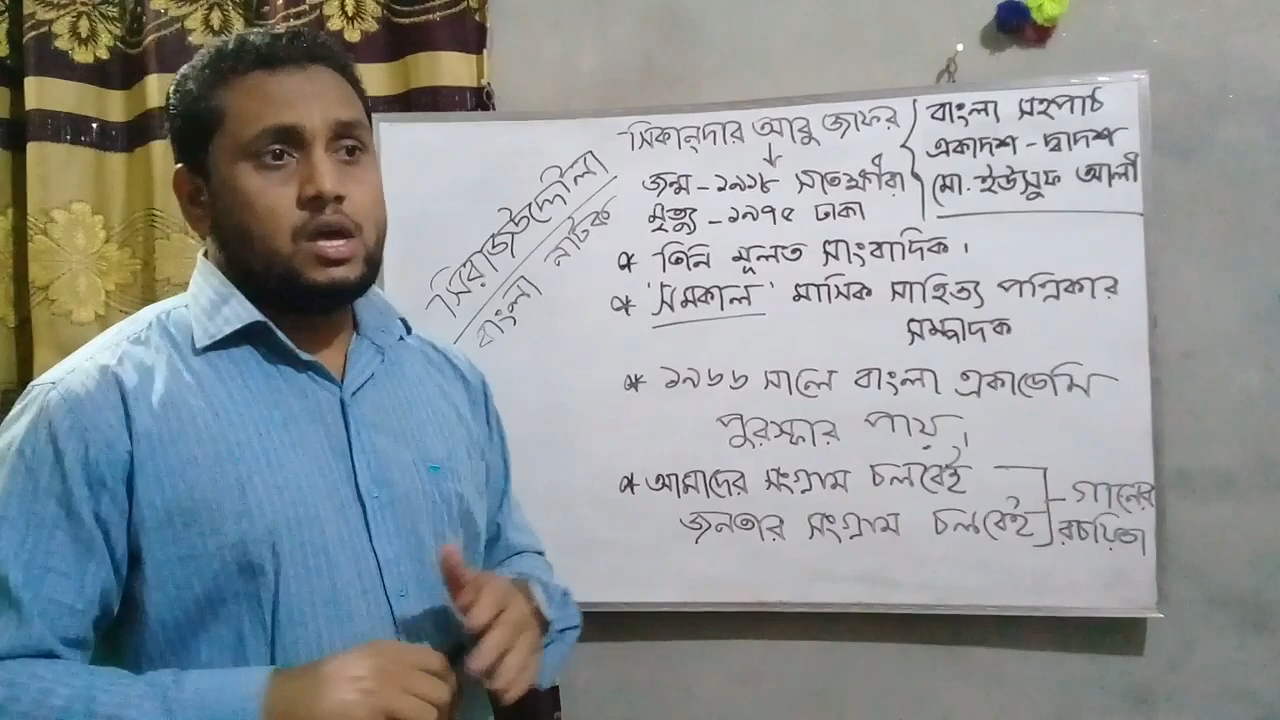 সিরাজউদ্দৌলা
বাংলা নাটক
সিকান্দার আবু জাফর
জন্ম - ১৯১৮ সাতক্ষীরা
মৃত্যু - ১৯৭৫ ঢাকা
বাংলা সহপাঠ
একাদশ - দ্বাদশ
মো. ইউসুফ আলী
* তিনি মূলত সাংবাদিক।
* 'সমকাল' মাসিক সাহিত্য পত্রিকার
সম্পাদক
* ১৯৬৬ সালে বাংলা একাডেমি
পুরস্কার পায়।
* আমাদের সংগ্রাম চলবেই
জনতার সংগ্রাম চলবেই
গানের
রচয়িতা